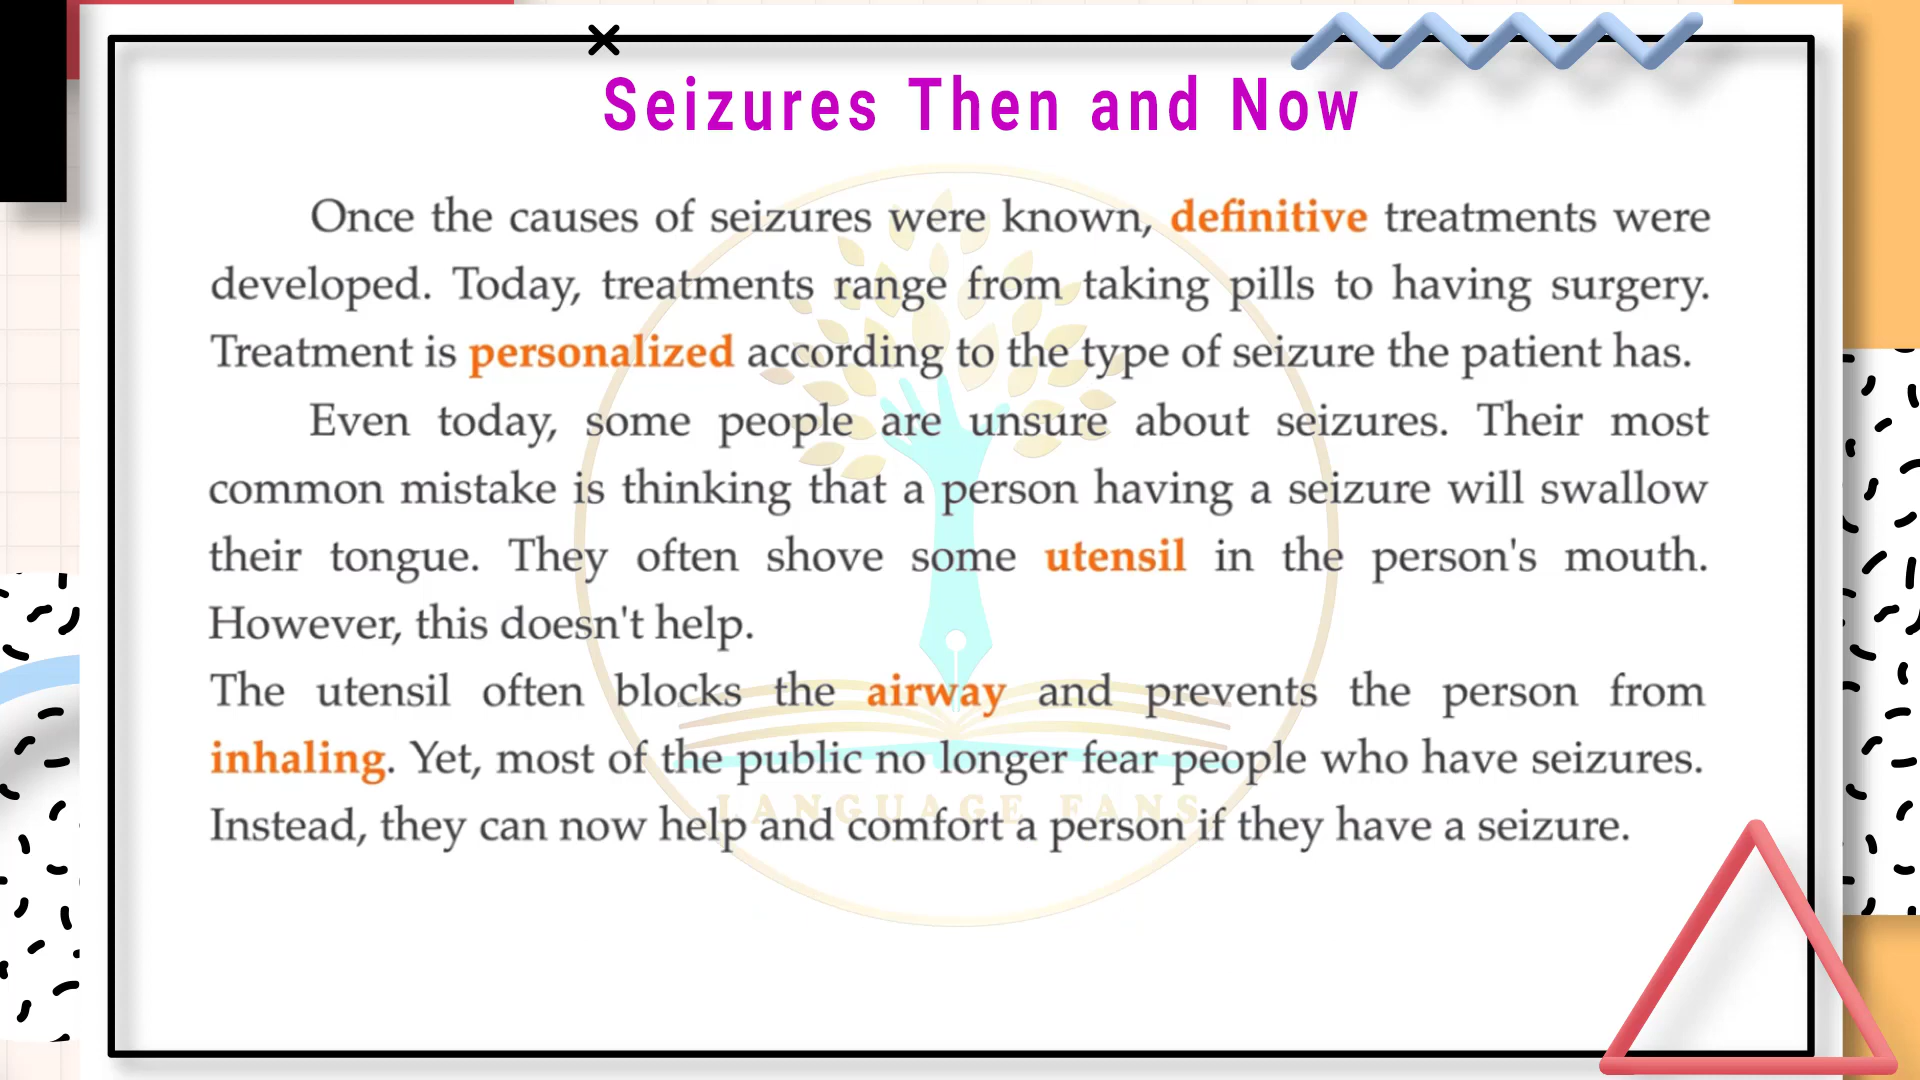 Seizures Then and Now
Once the causes of seizures were known, definitive treatments were
developed. Today, treatments range from taking pills to having surgery.
Treatment is personalized according to the type of seizure the patient has.
Even today, some people are unsure about seizures. Their most
common mistake is thinking that a person having a seizure will swallow
their tongue. They often shove some utensil in the person's mouth.
However, this doesn't help.
The utensil often blocks the airway and prevents the person from
inhaling. Yet, most of the public no longer fear people who have seizures.
LANGUAGE FANS
Instead, they can now help and comfort a person if they have a seizure.